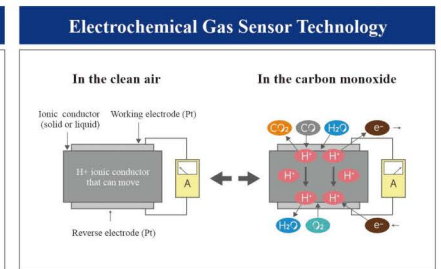 Electrochemical Gas Sensor Technology
In the clean air
Ionic conductor
(solid or liquid)
Working electrode (Pt)
H+ ionic conductor
that can move
A
Reverse electrode (Pt)
In the carbon monoxide
CO₂
CO
H₂O
e⁻ →
H⁺
H⁺
H⁺
H⁺
H⁺
H⁺
A
H₂O
O₂
e⁻ ←